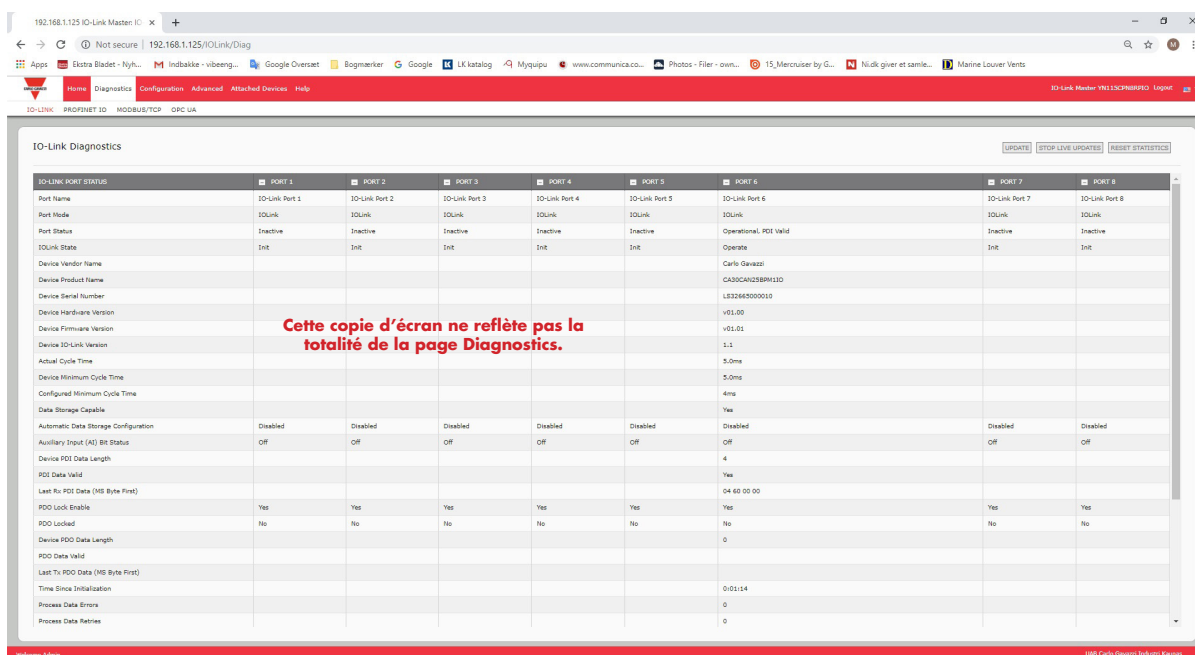 192.168.1.125 IO-Link Master: IO
Not secure | 192.168.1.125/IOLink/Diag
Apps Ekstra Bladet - Nyh... Indbakke - vibeeng... Google Oversæt Bogmærker Google LK katalog Myquipu www.communica.co... Photos - Filer - own... 15_Mercruiser by G... Ni.dk giver et samle... Marine Louver Vents
CARLO GAVAZZI Home Diagnostics Configuration Advanced Attached Devices Help IO-Link Master YN115CPN8RPIO Logout
IO-LINK PROFINET IO MODBUS/TCP OPC UA
IO-Link Diagnostics UPDATE STOP LIVE UPDATES RESET STATISTICS
IO-LINK PORT STATUS PORT 1 PORT 2 PORT 3 PORT 4 PORT 5 PORT 6 PORT 7 PORT 8
Port Name IO-Link Port 1 IO-Link Port 2 IO-Link Port 3 IO-Link Port 4 IO-Link Port 5 IO-Link Port 6 IO-Link Port 7 IO-Link Port 8
Port Mode IOLink IOLink IOLink IOLink IOLink IOLink IOLink IOLink
Port Status Inactive Inactive Inactive Inactive Inactive Operational, PDI Valid Inactive Inactive
IOLink State Init Init Init Init Init Operate Init Init
Device Vendor Name Carlo Gavazzi
Device Product Name CA30CAN25BPM1IO
Device Serial Number LS32665000010
Device Hardware Version v01.00
Cette copie d'écran ne reflète pas la
Device Firmware Version v01.01
totalité de la page Diagnostics.
Device IO-Link Version 1.1
Actual Cycle Time 5.0ms
Device Minimum Cycle Time 5.0ms
Configured Minimum Cycle Time 4ms
Data Storage Capable Yes
Automatic Data Storage Configuration Disabled Disabled Disabled Disabled Disabled Disabled Disabled Disabled
Auxiliary Input (AI) Bit Status Off Off Off Off Off Off Off Off
Device PDI Data Length 4
PDI Data Valid Yes
Last Rx PDI Data (MS Byte First) 04 60 00 00
PDO Lock Enable Yes Yes Yes Yes Yes Yes Yes Yes
PDO Locked No No No No No No No No
Device PDO Data Length 0
PDO Data Valid
Last Tx PDO Data (MS Byte First)
Time Since Initialization 0:01:14
Process Data Errors 0
Process Data Retries 0
Welcome Admin UAB Carlo Gavazzi Industri Kaunas